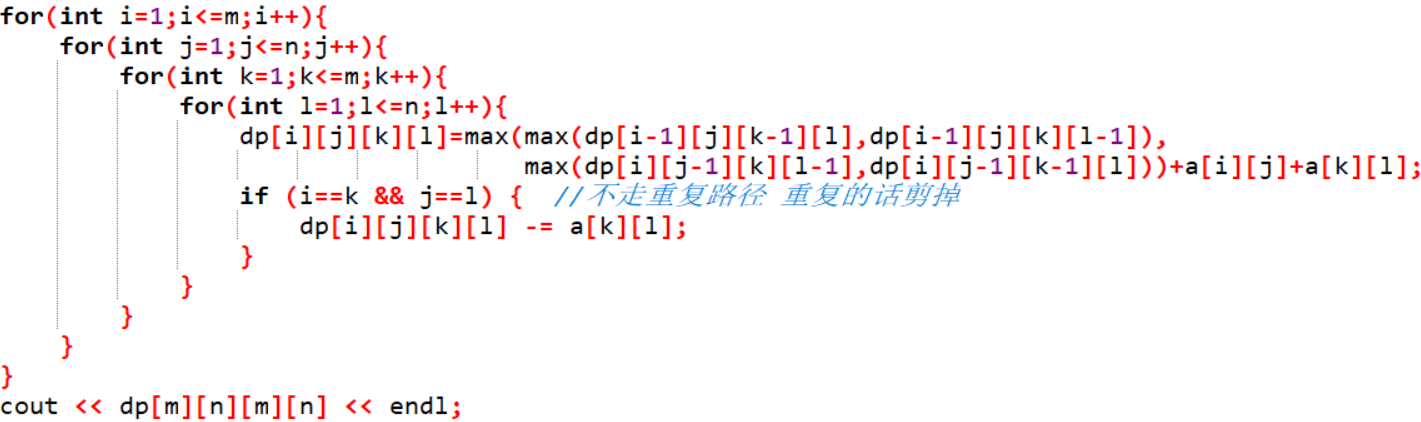 for(int i=1;i<=m;i++){
    for(int j=1;j<=n;j++){
        for(int k=1;k<=m;k++){
            for(int l=1;l<=n;l++){
                dp[i][j][k][l]=max(max(dp[i-1][j][k-1][l],dp[i-1][j][k][l-1]),
                                   max(dp[i][j-1][k][l-1],dp[i][j-1][k-1][l]))+a[i][j]+a[k][l];
                if (i==k && j==l) {  //不走重复路径 重复的话剪掉
                    dp[i][j][k][l] -= a[k][l];
                }
            }
        }
    }
}
cout << dp[m][n][m][n] << endl;